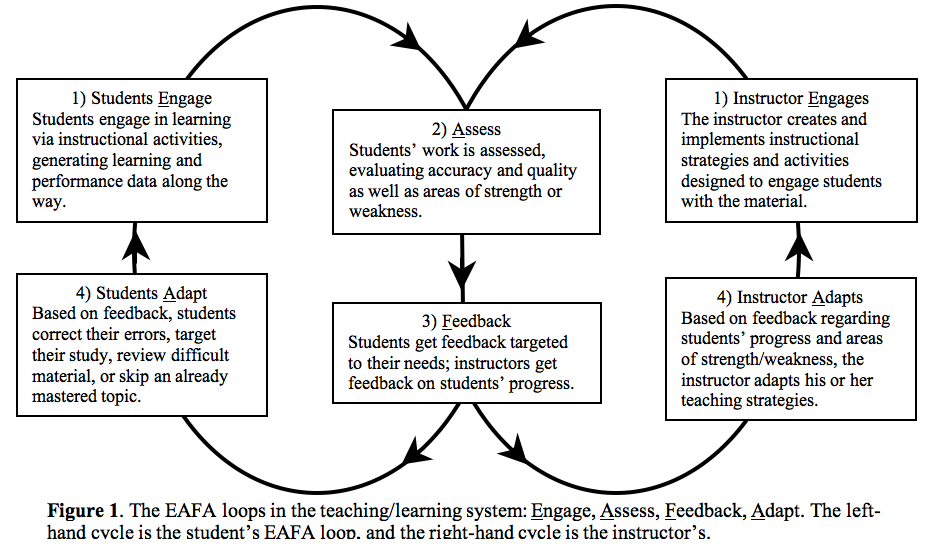 1) Students Engage
Students engage in learning
via instructional activities,
generating learning and
performance data along the
way.
2) Assess
Students’ work is assessed,
evaluating accuracy and quality
as well as areas of strength or
weakness.
1) Instructor Engages
The instructor creates and
implements instructional
strategies and activities
designed to engage students
with the material.
4) Students Adapt
Based on feedback, students
correct their errors, target
their study, review difficult
material, or skip an already
mastered topic.
3) Feedback
Students get feedback targeted
to their needs; instructors get
feedback on students’ progress.
4) Instructor Adapts
Based on feedback regarding
students’ progress and areas
of strength/weakness, the
instructor adapts his or her
teaching strategies.
Figure 1. The EAFA loops in the teaching/learning system: Engage, Assess, Feedback, Adapt. The left-
hand cycle is the student’s EAFA loop, and the right-hand cycle is the instructor’s.